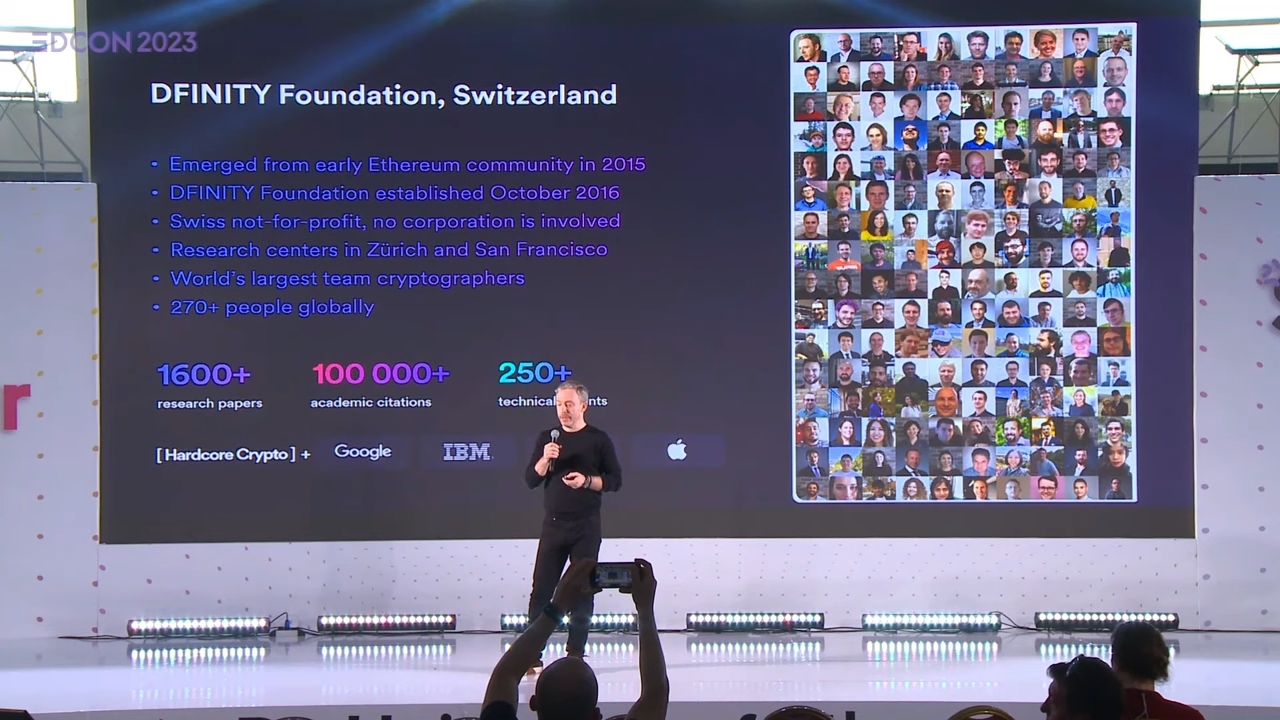 EDCON 2023
DFINITY Foundation, Switzerland
• Emerged from early Ethereum community in 2015
• DFINITY Foundation established October 2016
• Swiss not-for-profit, no corporation is involved
• Research centers in Zürich and San Francisco
• World's largest team cryptographers
• 270+ people globally
1600+ 100 000+ 250+
research papers academic citations technical
[ Hardcore Crypto ] + Google IBM
r